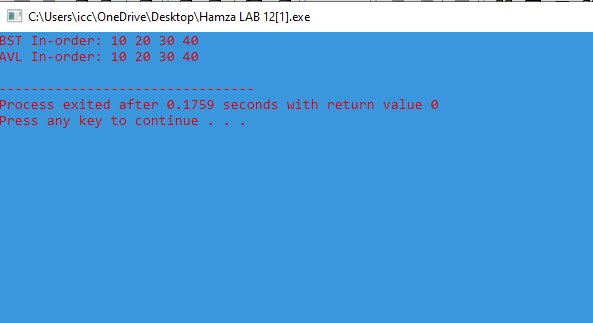 C:\Users\icc\OneDrive\Desktop\Hamza LAB 12[1].exe
BST In-order: 10 20 30 40
AVL In-order: 10 20 30 40
--------------------------------
Process exited after 0.1759 seconds with return value 0
Press any key to continue . . .